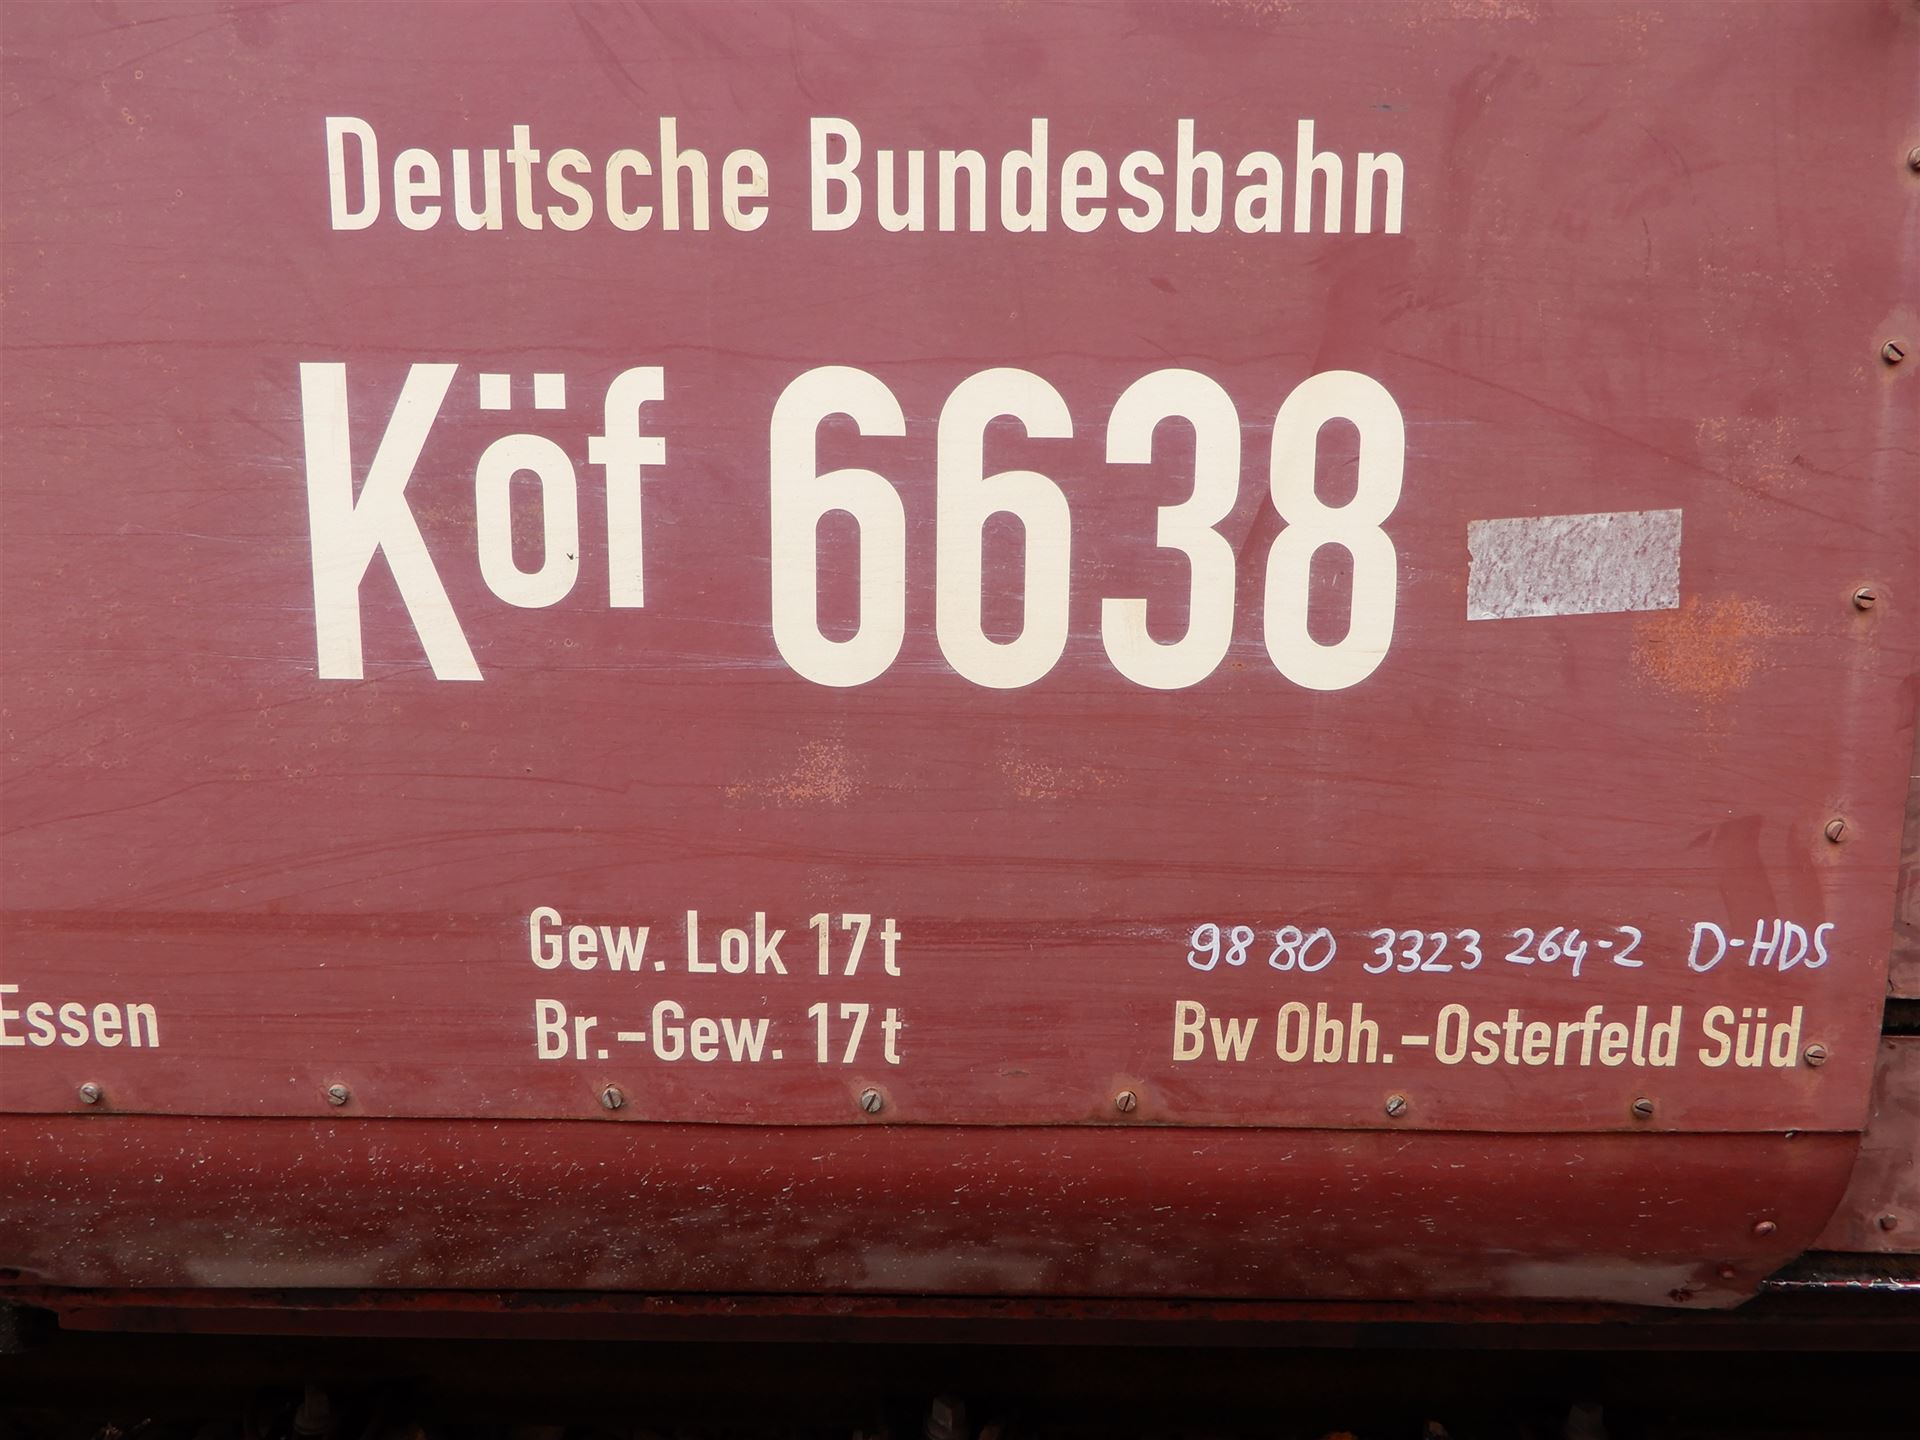 Deutsche Bundesbahn
Köf 6638
Gew. Lok 17t
98 80 3323 264-2 D-HDS
Essen
Br.-Gew. 17t
Bw Obh.-Osterfeld Süd